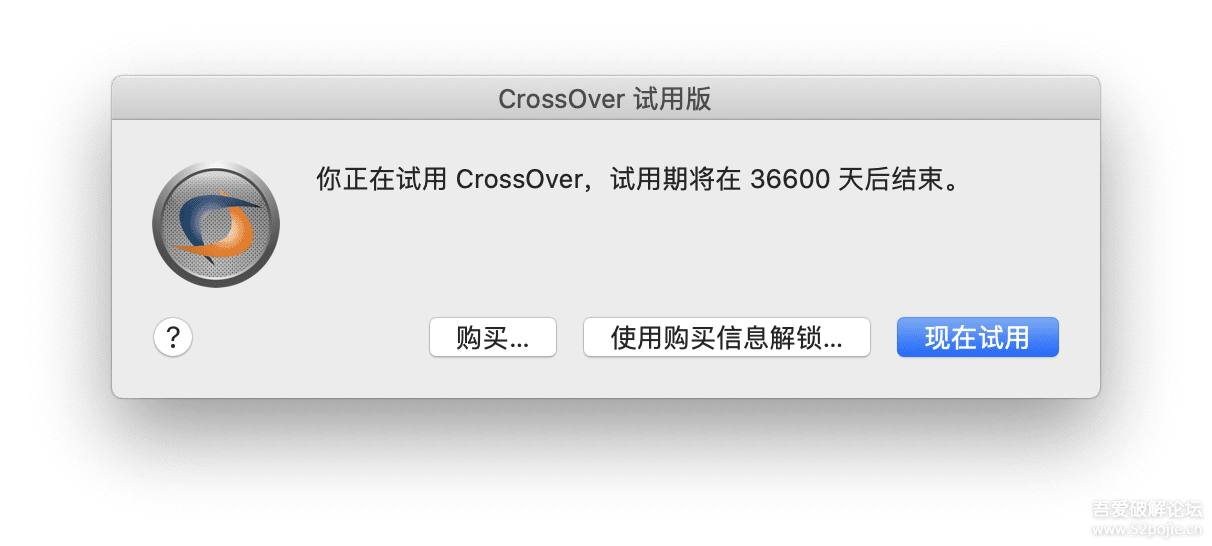 CrossOver 试用版
你正在试用 CrossOver，试用期将在 36600 天后结束。
?
购买...
使用购买信息解锁...
现在试用
吾爱破解论坛
www.52pojie.cn